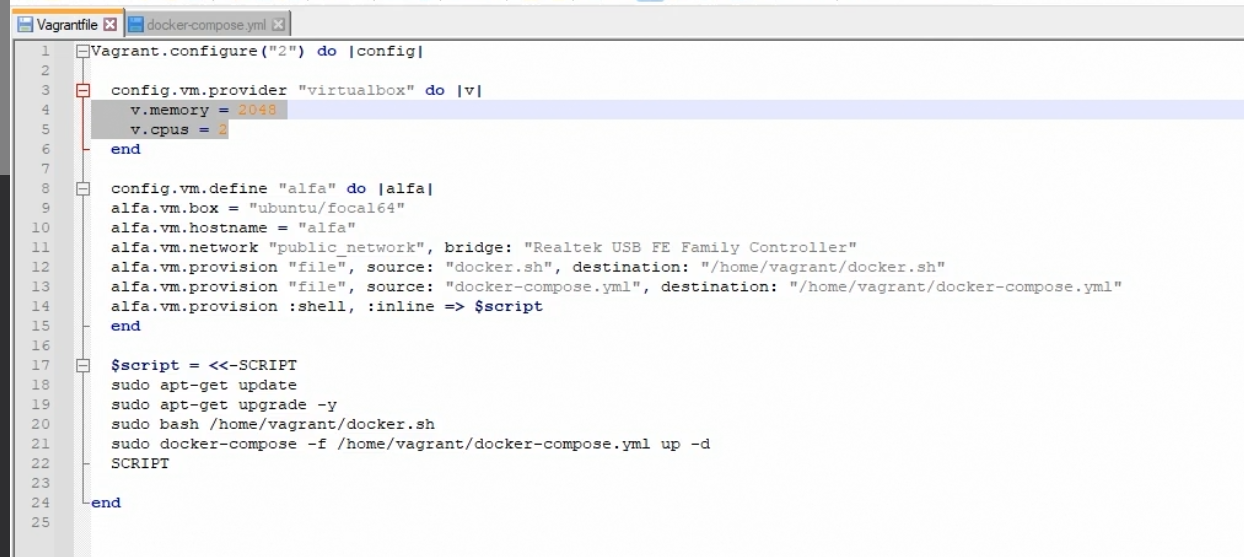 Vagrantfile docker-compose.yml
1 Vagrant.configure("2") do |config|
2
3 config.vm.provider "virtualbox" do |v|
4 v.memory = 2048
5 v.cpus = 2
6 end
7
8 config.vm.define "alfa" do |alfa|
9 alfa.vm.box = "ubuntu/focal64"
10 alfa.vm.hostname = "alfa"
11 alfa.vm.network "public_network", bridge: "Realtek USB FE Family Controller"
12 alfa.vm.provision "file", source: "docker.sh", destination: "/home/vagrant/docker.sh"
13 alfa.vm.provision "file", source: "docker-compose.yml", destination: "/home/vagrant/docker-compose.yml"
14 alfa.vm.provision :shell, :inline => $script
15 end
16
17 $script = <<-SCRIPT
18 sudo apt-get update
19 sudo apt-get upgrade -y
20 sudo bash /home/vagrant/docker.sh
21 sudo docker-compose -f /home/vagrant/docker-compose.yml up -d
22 SCRIPT
23
24 end
25